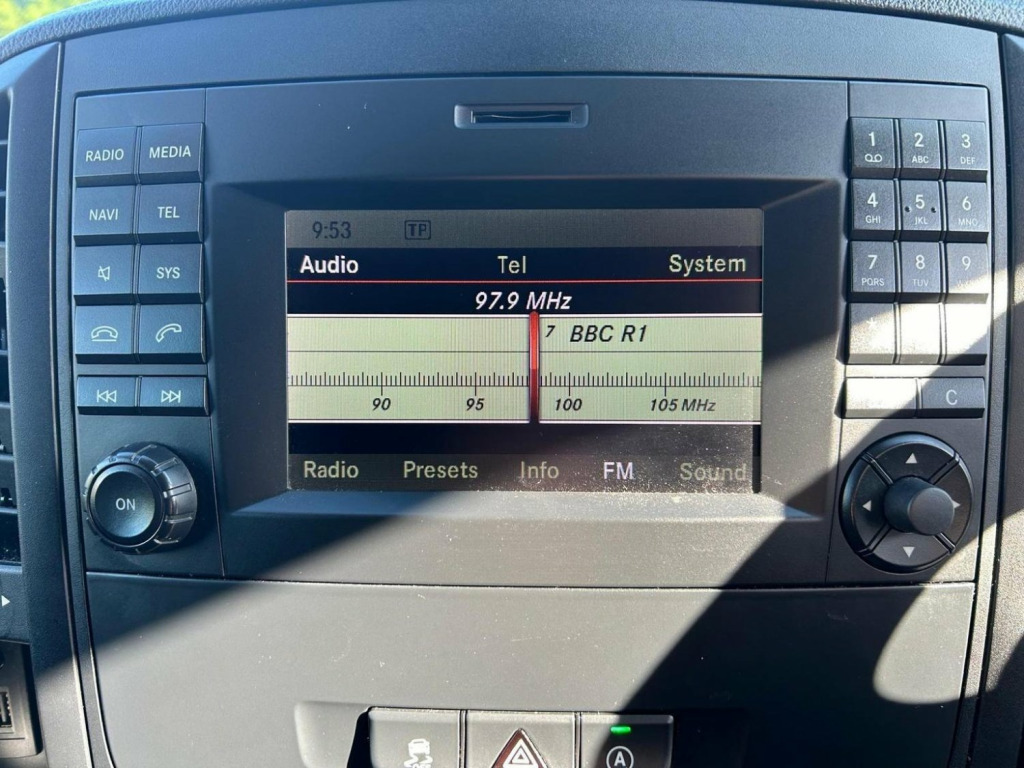 RADIO MEDIA
NAVI TEL
SYS
ON
9:53 TP
Audio Tel System
97.9 MHz
7 BBC R1
90 95 100 105 MHz
Radio Presets Info FM Sound
1 2 ABC 3 DEF
4 GHI 5 JKL 6 MNO
7 PQRS 8 TUV 9
C
A